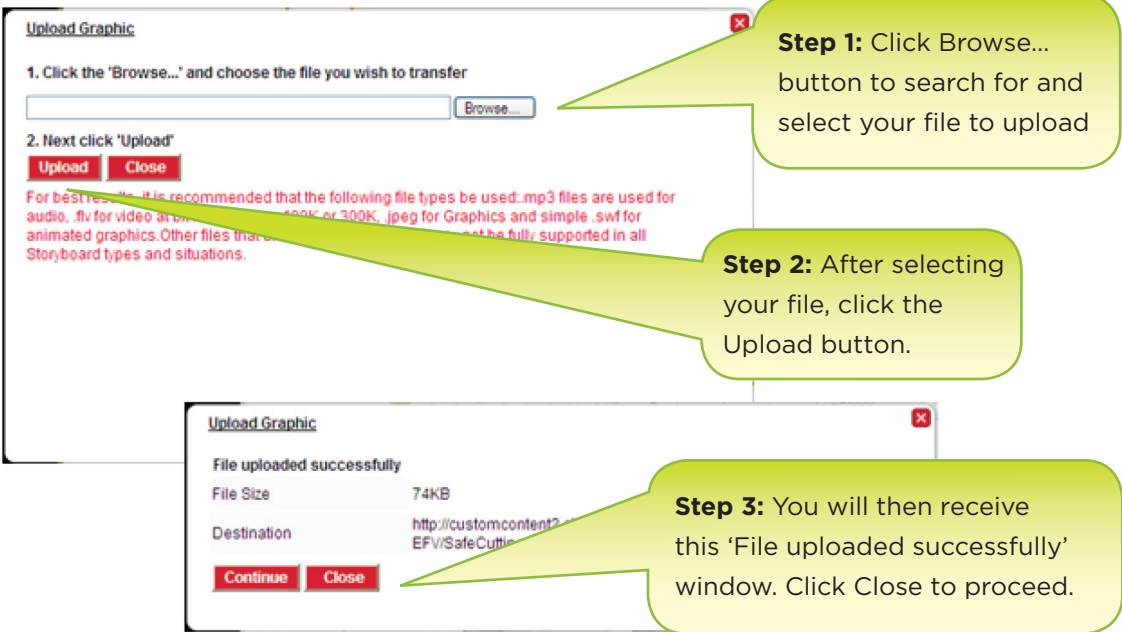 Upload Graphic
1. Click the 'Browse...' and choose the file you wish to transfer
Browse...
2. Next click 'Upload'
Upload Close
For best results, it is recommended that the following file types be used:.mp3 files are used for
audio, .flv for video at or 300K, .jpeg for Graphics and simple .swf for
animated graphics.Other files that be fully supported in all
Storyboard types and situations.
Step 1: Click Browse...
button to search for and
select your file to upload
Step 2: After selecting
your file, click the
Upload button.
Upload Graphic
File uploaded successfully
File Size 74KB
Destination http://customcontent2
EFV/SafeCutting
Continue Close
Step 3: You will then receive
this ‘File uploaded successfully’
window. Click Close to proceed.